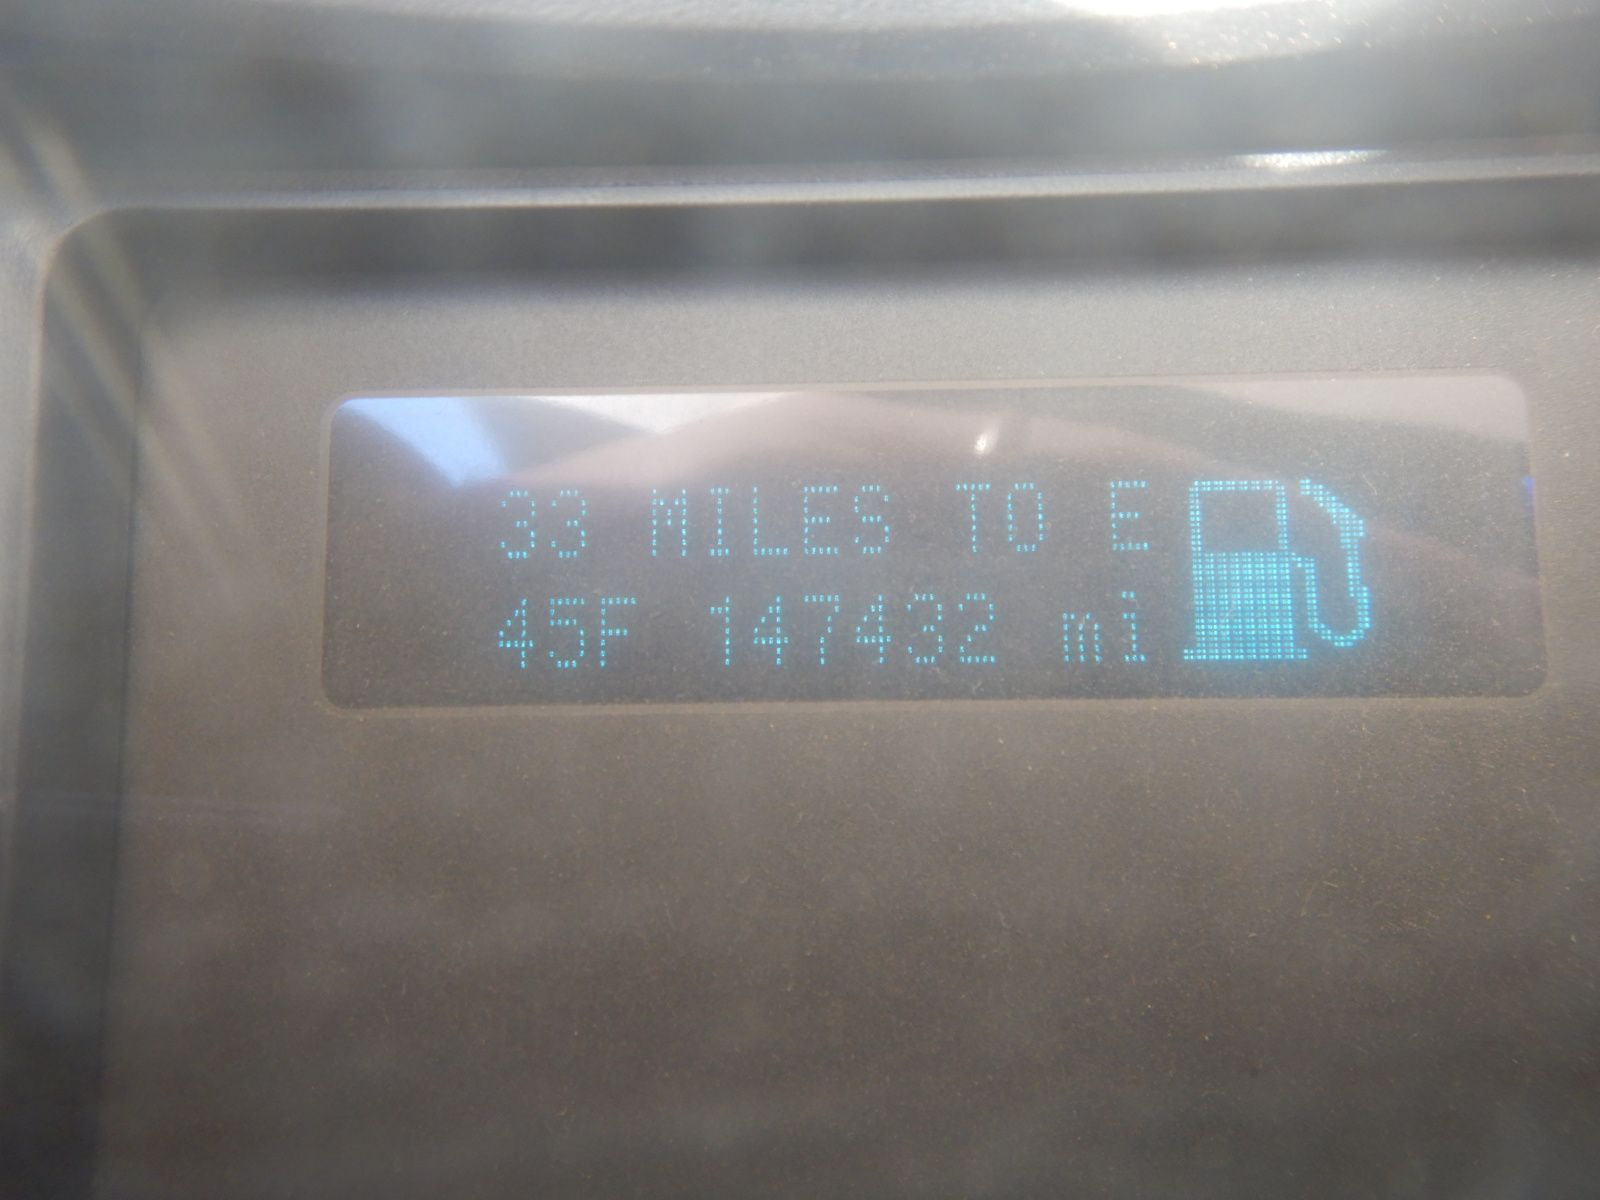 33 MILES TO E
45F 147432 mi